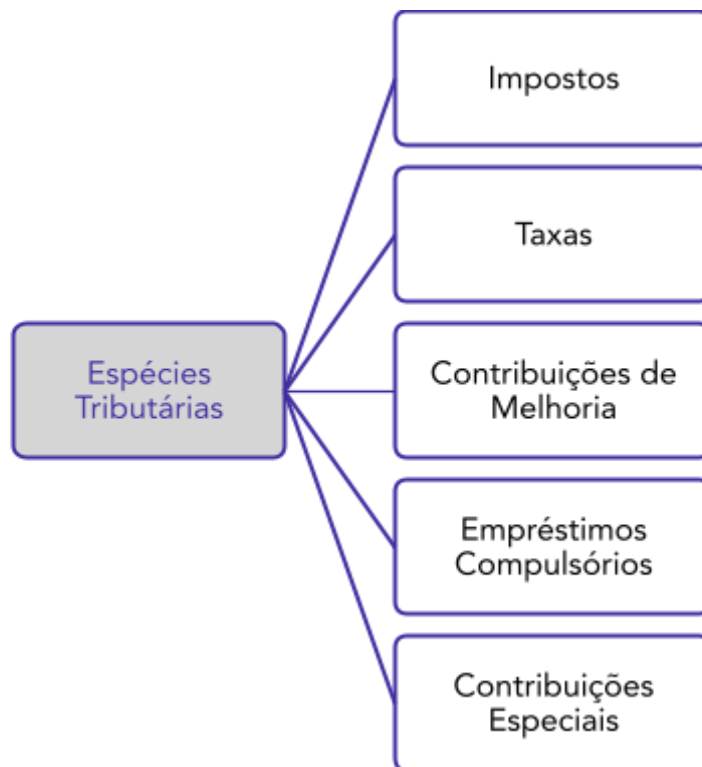 Impostos
Taxas
Espécies
Tributárias
Contribuições de
Melhoria
Empréstimos
Compulsórios
Contribuições
Especiais